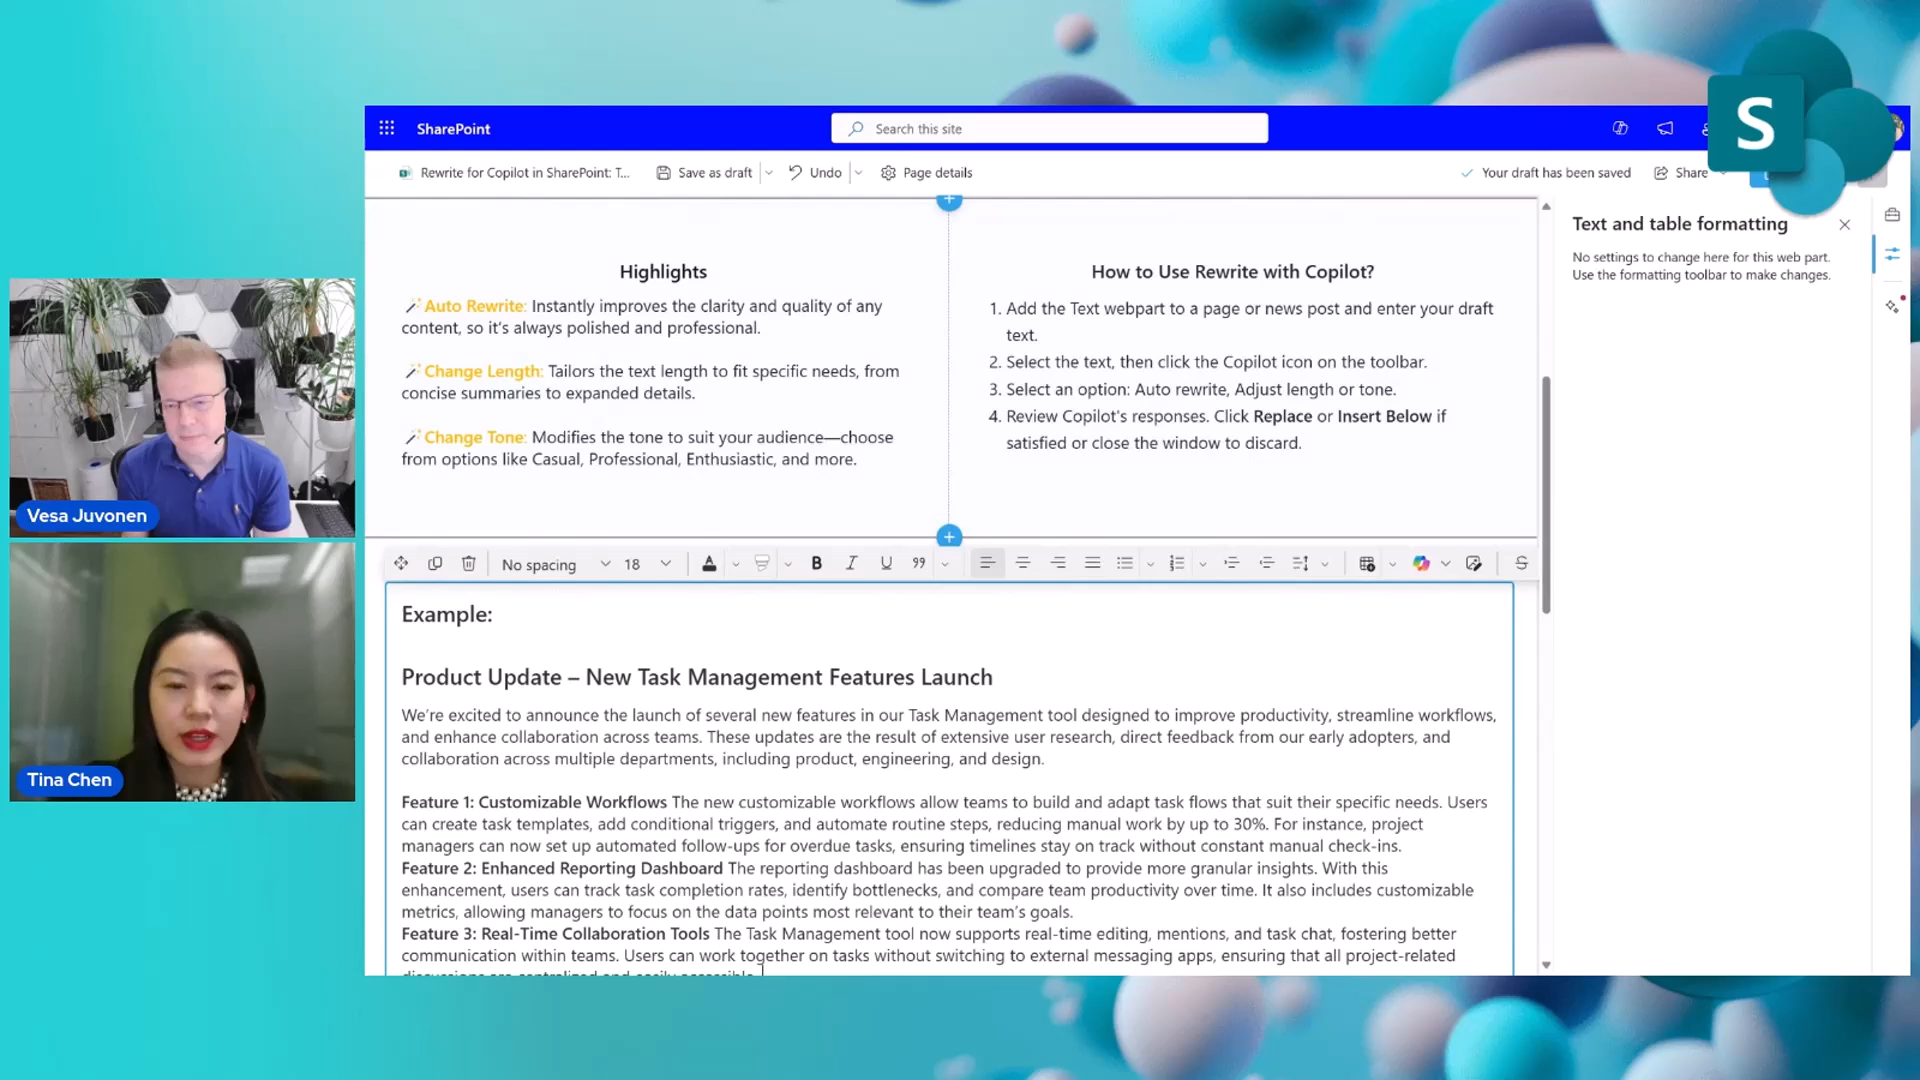 SharePoint
Search this site
S
Rewrite for Copilot in SharePoint: T...
Save as draft
Undo
Page details
Your draft has been saved
Share
Text and table formatting
No settings to change here for this web part.
Use the formatting toolbar to make changes.
Highlights
Auto Rewrite: Instantly improves the clarity and quality of any
content, so it's always polished and professional.
Change Length: Tailors the text length to fit specific needs, from
concise summaries to expanded details.
Change Tone: Modifies the tone to suit your audience—choose
from options like Casual, Professional, Enthusiastic, and more.
How to Use Rewrite with Copilot?
1. Add the Text webpart to a page or news post and enter your draft
text.
2. Select the text, then click the Copilot icon on the toolbar.
3. Select an option: Auto rewrite, Adjust length or tone.
4. Review Copilot's responses. Click Replace or Insert Below if
satisfied or close the window to discard.
Vesa Juvonen
Tina Chen
No spacing
18
Example:
Product Update – New Task Management Features Launch
We're excited to announce the launch of several new features in our Task Management tool designed to improve productivity, streamline workflows,
and enhance collaboration across teams. These updates are the result of extensive user research, direct feedback from our early adopters, and
collaboration across multiple departments, including product, engineering, and design.
Feature 1: Customizable Workflows The new customizable workflows allow teams to build and adapt task flows that suit their specific needs. Users
can create task templates, add conditional triggers, and automate routine steps, reducing manual work by up to 30%. For instance, project
managers can now set up automated follow-ups for overdue tasks, ensuring timelines stay on track without constant manual check-ins.
Feature 2: Enhanced Reporting Dashboard The reporting dashboard has been upgraded to provide more granular insights. With this
enhancement, users can track task completion rates, identify bottlenecks, and compare team productivity over time. It also includes customizable
metrics, allowing managers to focus on the data points most relevant to their team's goals.
Feature 3: Real-Time Collaboration Tools The Task Management tool now supports real-time editing, mentions, and task chat, fostering better
communication within teams. Users can work together on tasks without switching to external messaging apps, ensuring that all project-related
discussions are centralized and easily accessible.